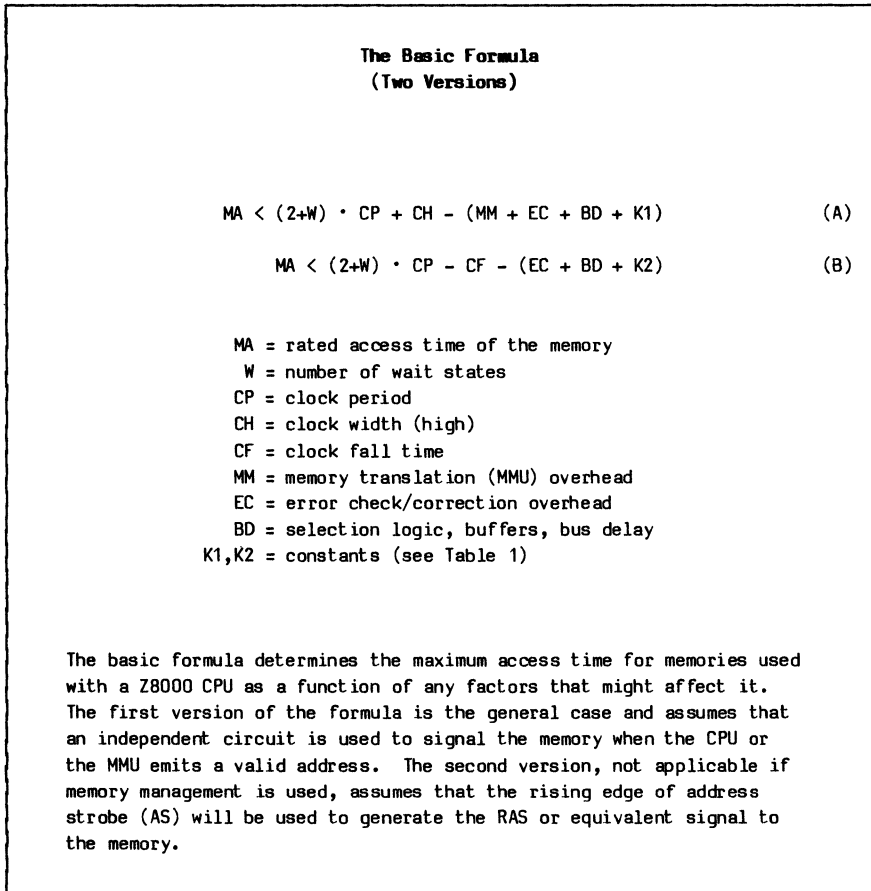 The Basic Formula
(Two Versions)
MA < (2+W) · CP + CH - (MM + EC + BD + K1) (A)
MA < (2+W) · CP - CF - (EC + BD + K2) (B)
MA = rated access time of the memory
W = number of wait states
CP = clock period
CH = clock width (high)
CF = clock fall time
MM = memory translation (MMU) overhead
EC = error check/correction overhead
BD = selection logic, buffers, bus delay
K1,K2 = constants (see Table 1)
The basic formula determines the maximum access time for memories used
with a Z8000 CPU as a function of any factors that might affect it.
The first version of the formula is the general case and assumes that
an independent circuit is used to signal the memory when the CPU or
the MMU emits a valid address. The second version, not applicable if
memory management is used, assumes that the rising edge of address
strobe (AS) will be used to generate the RAS or equivalent signal to
the memory.